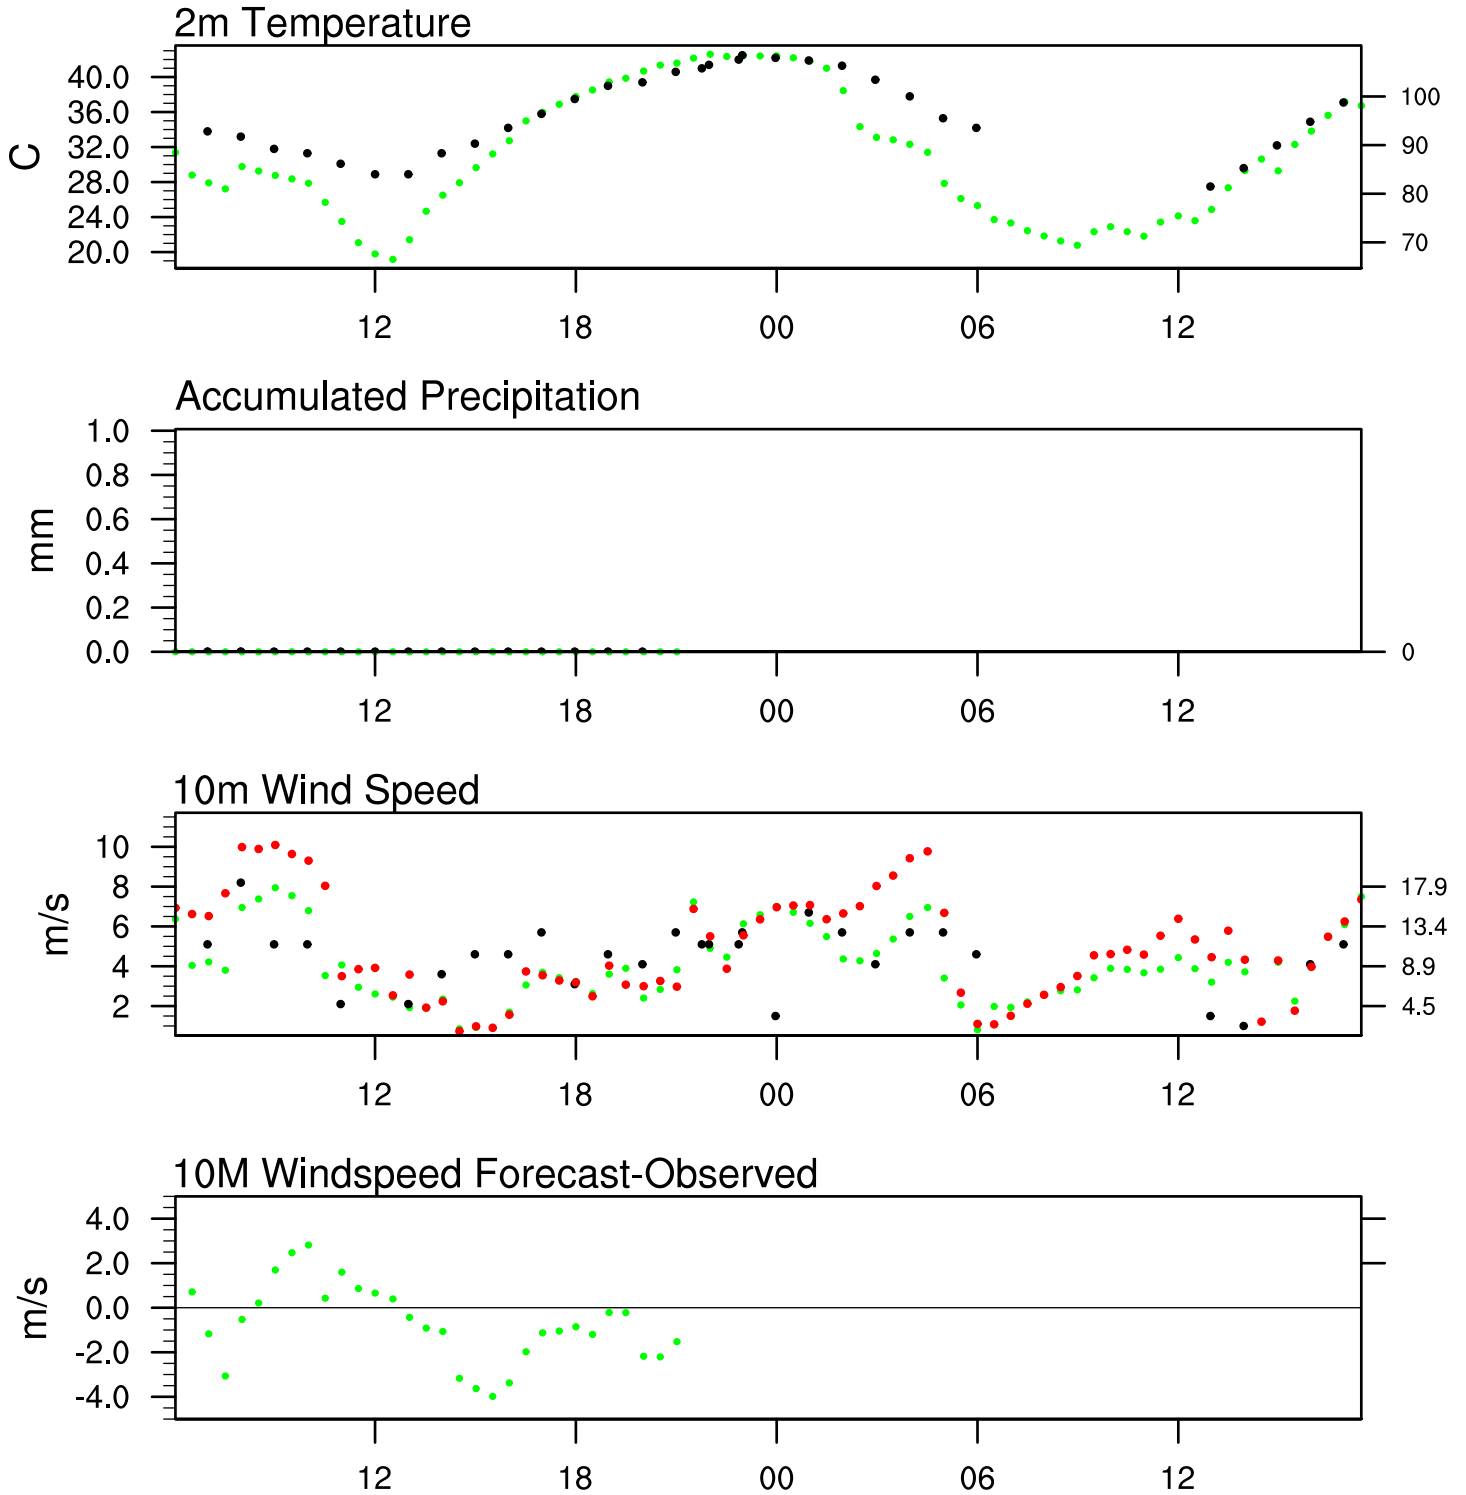 2m Temperature
40.0
36.0
32.0
28.0
24.0
20.0
C
100
90
80
70
12 18 00 06 12
Accumulated Precipitation
1.0
0.8
0.6
0.4
0.2
0.0
mm
0
12 18 00 06 12
10m Wind Speed
10
8
6
4
2
m/s
17.9
13.4
8.9
4.5
12 18 00 06 12
10M Windspeed Forecast-Observed
4.0
2.0
0.0
-2.0
-4.0
m/s
12 18 00 06 12